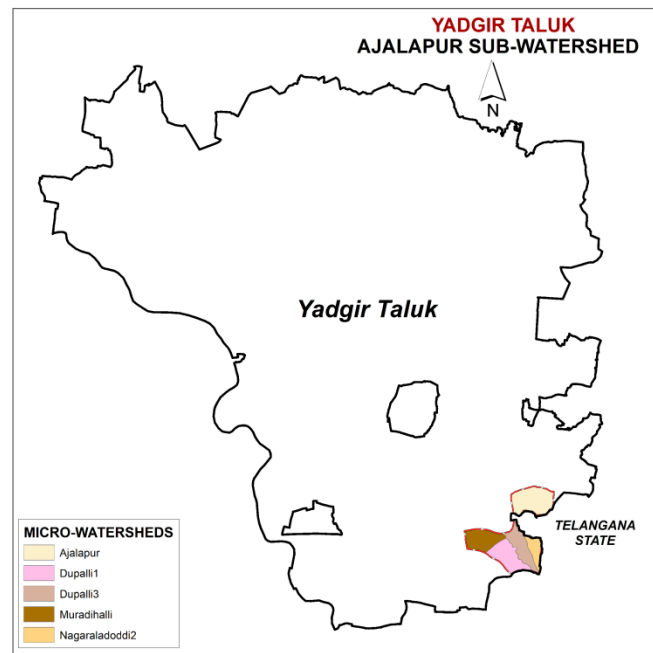 YADGIR TALUK
AJALAPUR SUB-WATERSHED
N
Yadgir Taluk
TELANGANA
STATE
MICRO-WATERSHEDS
Ajalapur
Dupalli1
Dupalli3
Muradihalli
Nagaraladoddi2